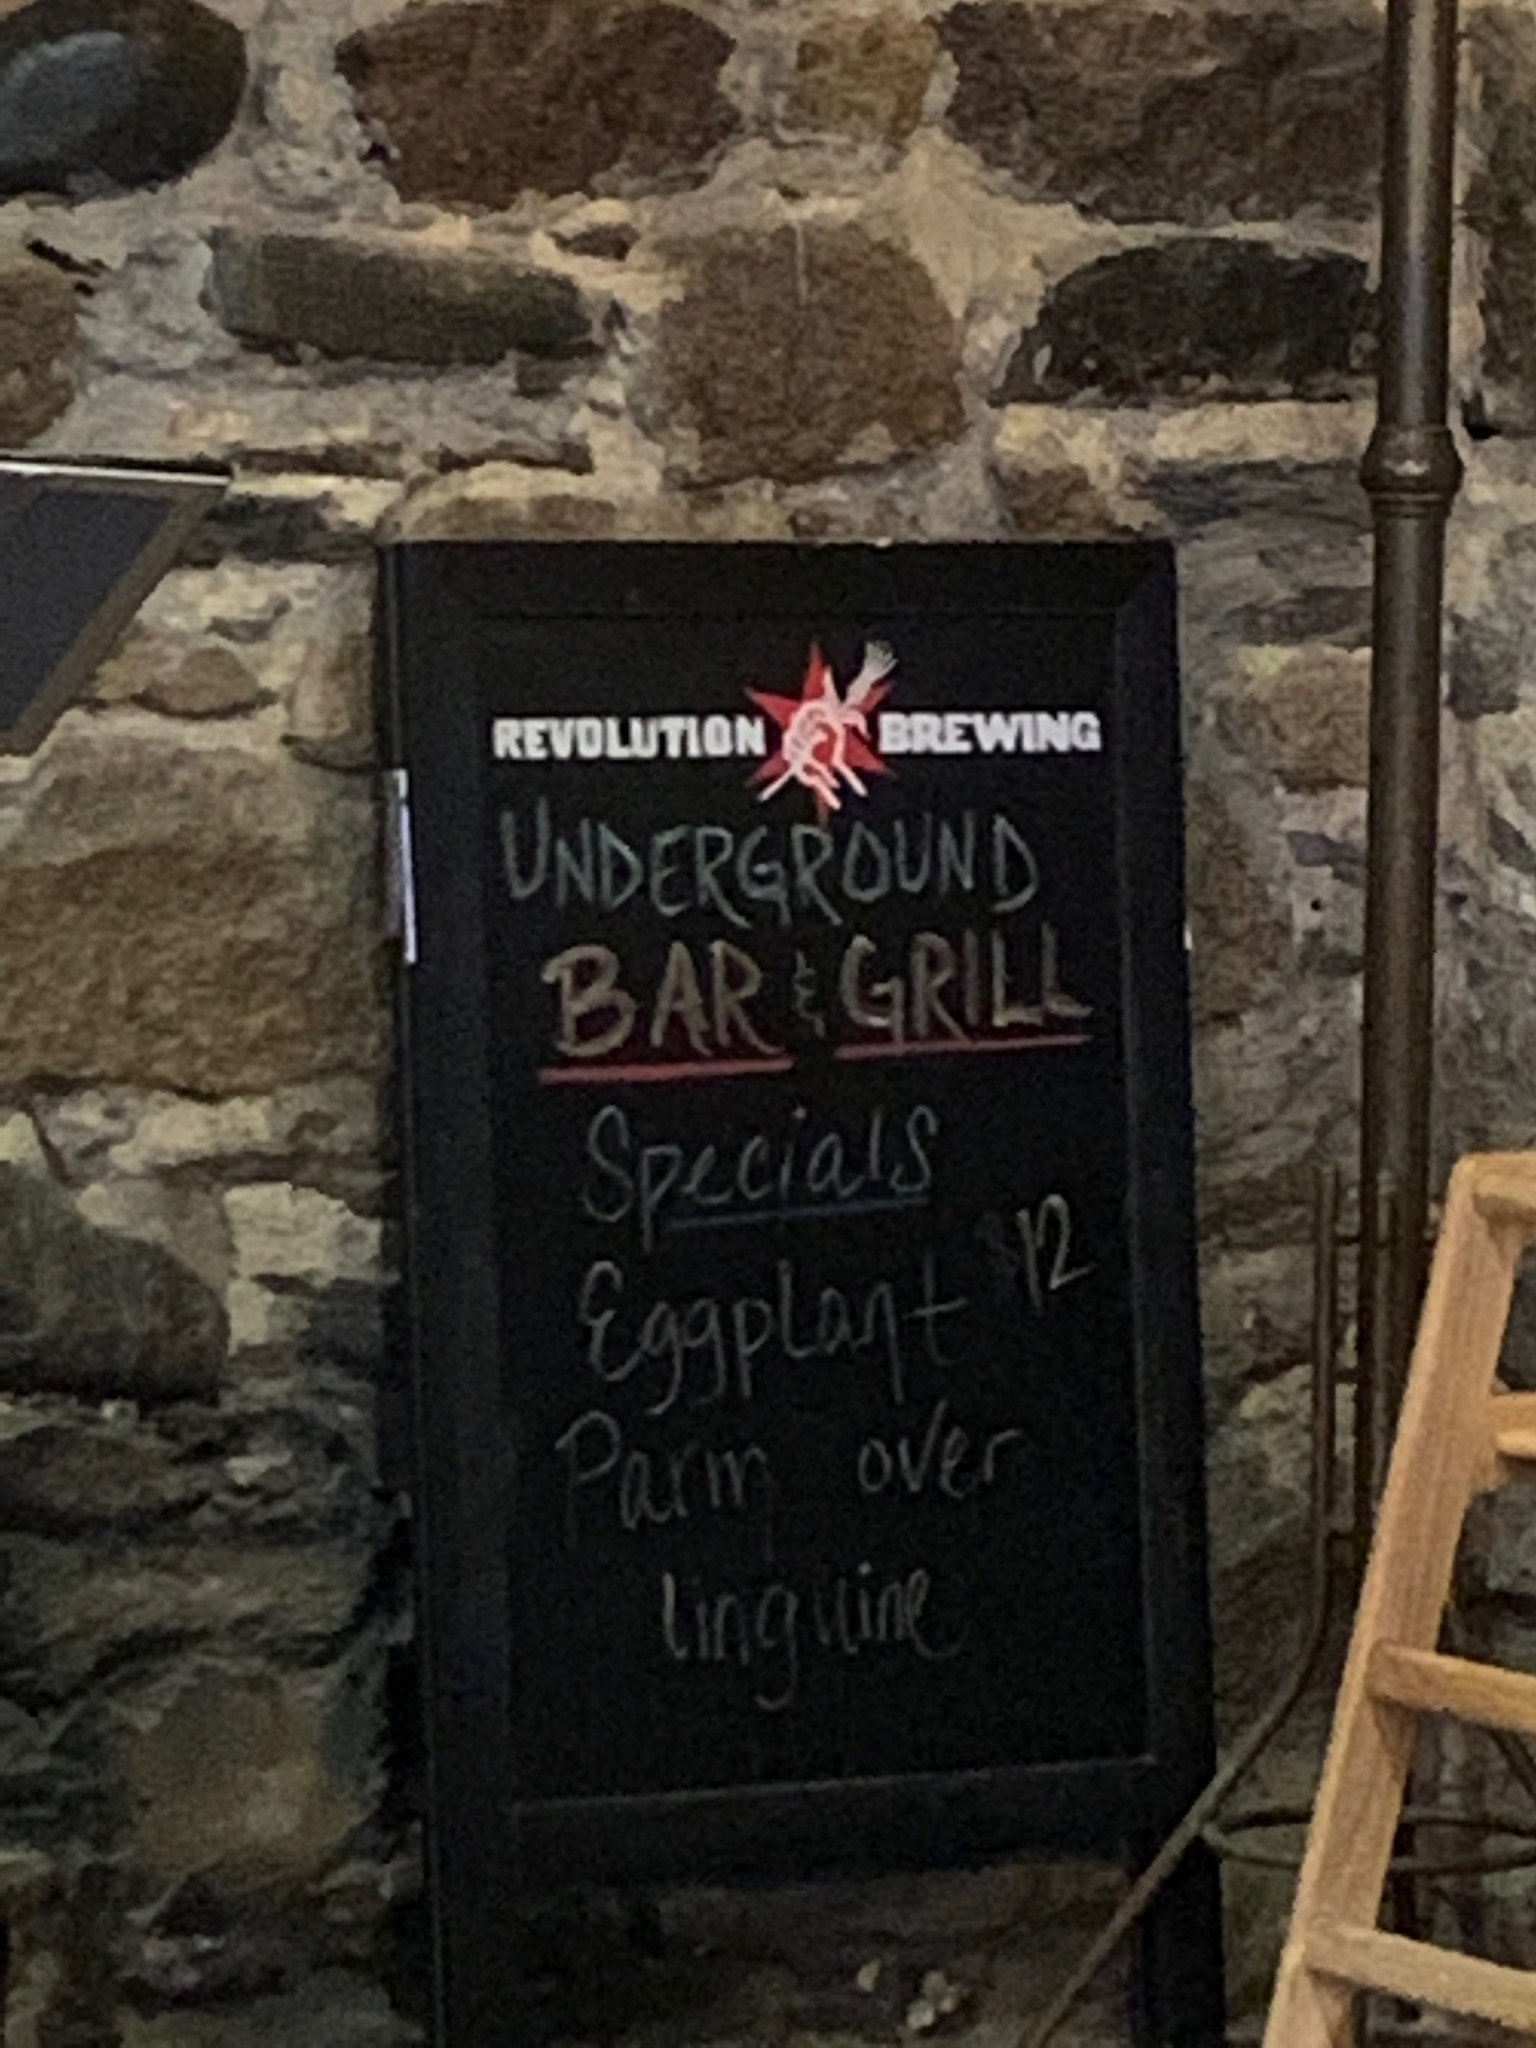 REVOLUTION BREWING
UNDERGROUND
BAR & GRILL
Specials
Eggplant $12
Parm over
linguine